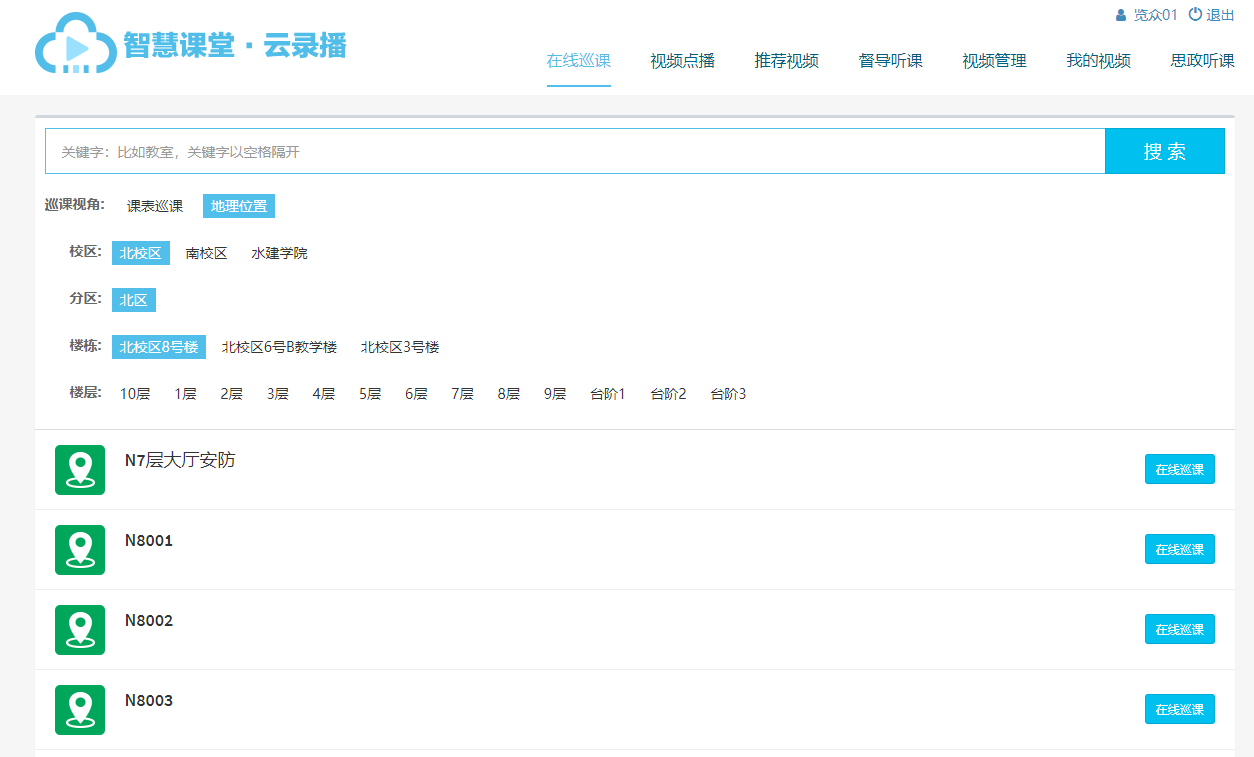 览众01 退出
智慧课堂·云录播
在线巡课 视频点播 推荐视频 督导听课 视频管理 我的视频 思政听课
关键字：比如教室，关键字以空格隔开 搜 索
巡课视角: 课表巡课 地理位置
校区: 北校区 南校区 水建学院
分区: 北区
楼栋: 北校区8号楼 北校区6号B教学楼 北校区3号楼
楼层: 10层 1层 2层 3层 4层 5层 6层 7层 8层 9层 台阶1 台阶2 台阶3
N7层大厅安防 在线巡课
N8001 在线巡课
N8002 在线巡课
N8003 在线巡课